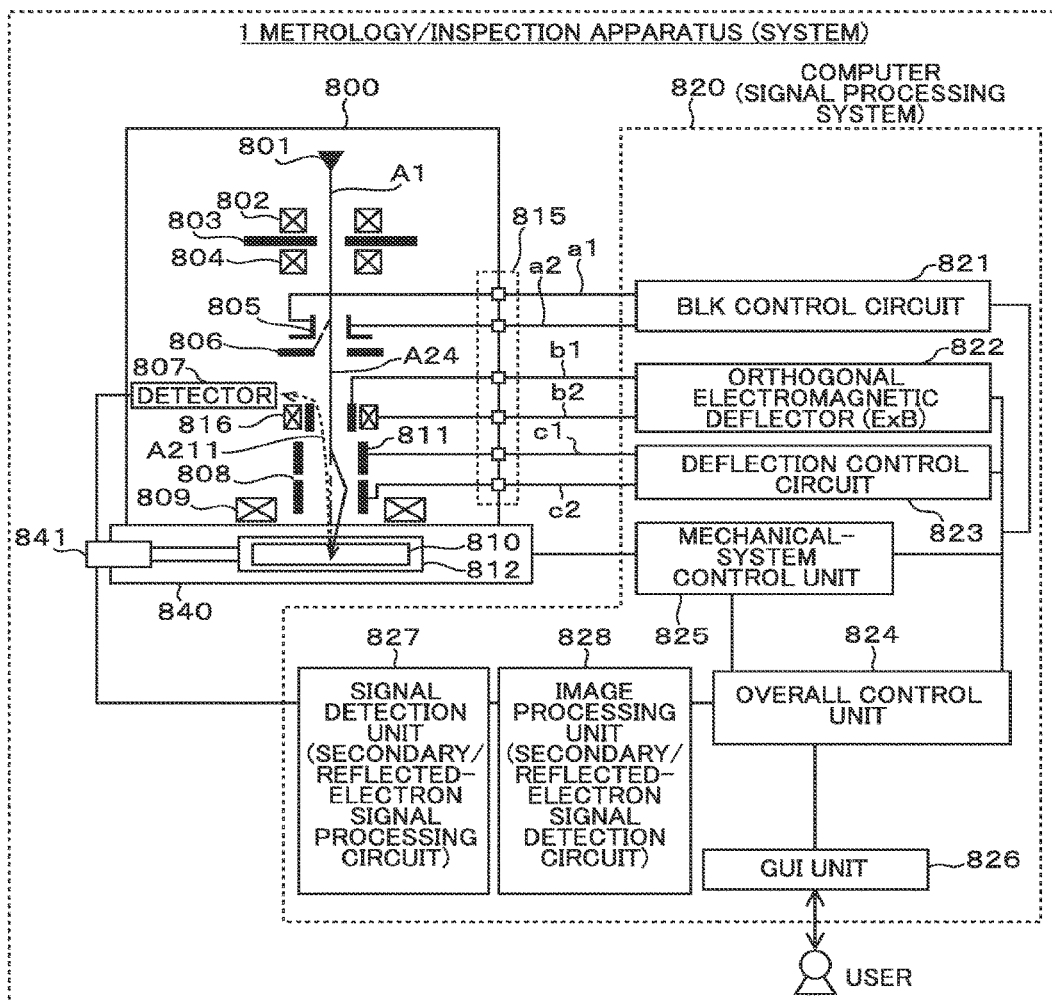 1 METROLOGY/INSPECTION APPARATUS (SYSTEM)
COMPUTER
(SIGNAL PROCESSING
SYSTEM)
820
800
801
A1
802
803
804
815
a1
a2
821
BLK CONTROL CIRCUIT
805
806
A24
822
807
b1
b2
DETECTOR
ORTHOGONAL
ELECTROMAGNETIC
DEFLECTOR (ExB)
816
811
c1
A211
808
DEFLECTION CONTROL
CIRCUIT
809
c2
823
841
810
812
MECHANICAL-
SYSTEM
CONTROL UNIT
840
825
824
827
828
OVERALL CONTROL
UNIT
SIGNAL
DETECTION UNIT
(SECONDARY/
REFLECTED-
ELECTRON
SIGNAL
PROCESSING
CIRCUIT)
IMAGE
PROCESSING
UNIT
(SECONDARY/
REFLECTED-
ELECTRON
SIGNAL
DETECTION
CIRCUIT)
GUI UNIT
826
USER